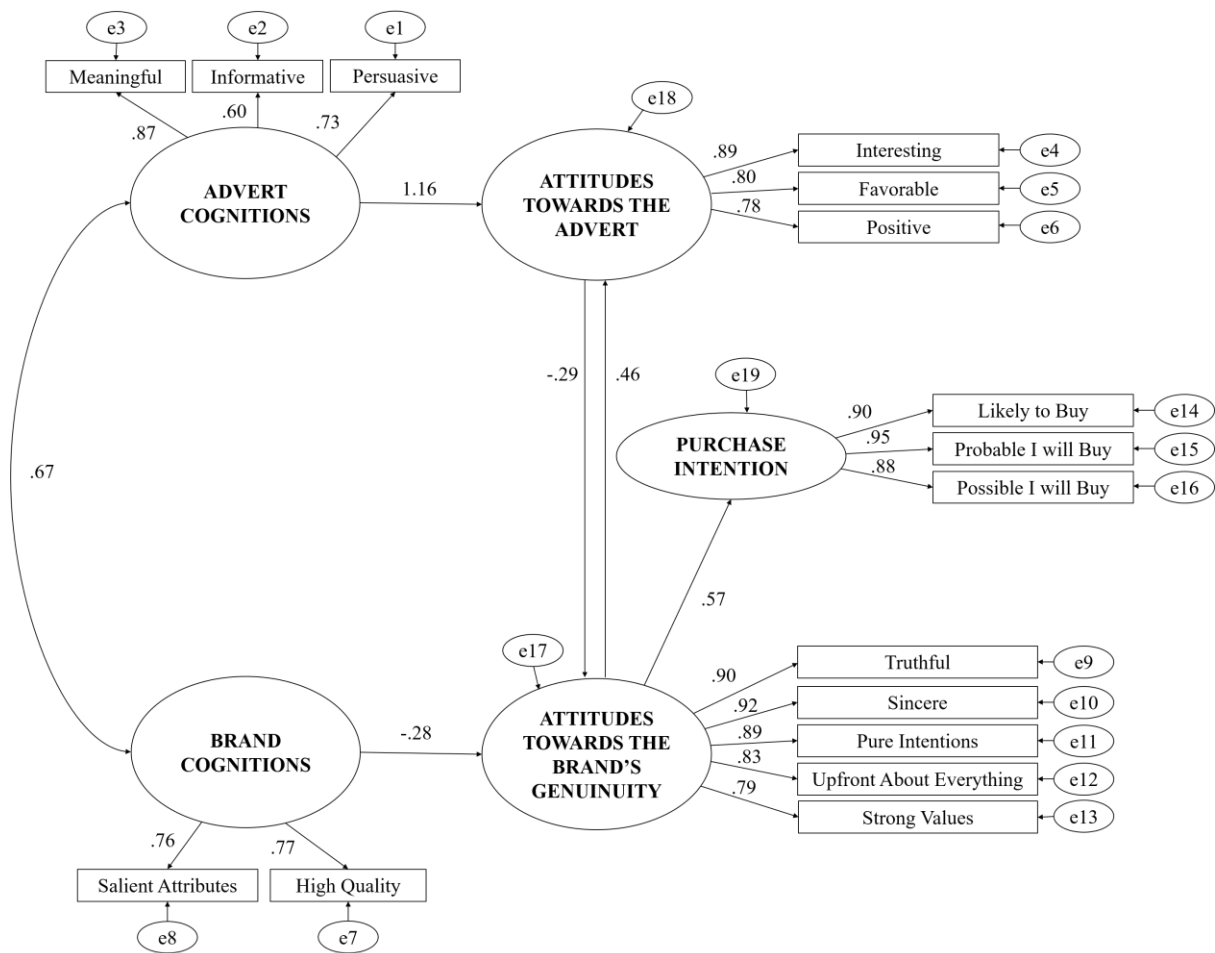 e3
e2
e1
Meaningful
Informative
Persuasive
.87
.60
.73
ADVERT
COGNITIONS
1.16
e18
ATTITUDES
TOWARDS THE
ADVERT
.89
.80
.78
Interesting
Favorable
Positive
e4
e5
e6
.67
-.29
.46
e19
PURCHASE
INTENTION
.90
.95
.88
Likely to Buy
Probable I will Buy
Possible I will Buy
e14
e15
e16
.57
BRAND
COGNITIONS
-.28
e17
ATTITUDES
TOWARDS THE
BRAND'S
GENUINUITY
.90
.92
.89
.83
.79
Truthful
Sincere
Pure Intentions
Upfront About Everything
Strong Values
e9
e10
e11
e12
e13
.76
.77
Salient Attributes
High Quality
e8
e7